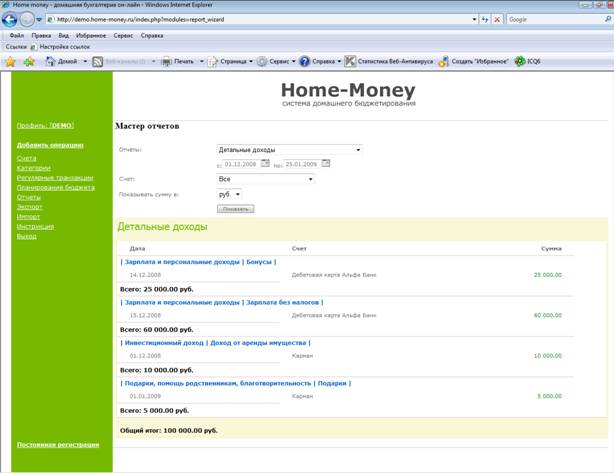 Home money - домашняя бухгалтерия он-лайн - Windows Internet Explorer
http://demo.home-money.ru/index.php?modules=report_wizard
Google
Файл Правка Вид Избранное Сервис Справка
Ссылки Настройка ссылок
Домой Веб-каналы (J) Печать Страница Сервис Справка Статистика Веб-Антивируса Создать "Избранное" ICQ6
Home-Money
система домашнего бюджетирования
Профиль: [DEMO]
Добавить операцию
Счета
Категории
Регулярные транзакции
Планирование бюджета
Отчеты
Экспорт
Импорт
Инструкция
Выход
Постоянная регистрация
Мастер отчетов
Отчеты: Детальные доходы
с: 01.12.2008 по: 25.01.2009
Счет: Все
Показывать сумму в: руб.
Показать
Детальные доходы
Дата Счет Сумма
| Зарплата и персональные доходы | Бонусы |
14.12.2008 Дебетовая карта Альфа Банк 25 000.00
Всего: 25 000.00 руб.
| Зарплата и персональные доходы | Зарплата без налогов |
15.12.2008 Дебетовая карта Альфа Банк 60 000.00
Всего: 60 000.00 руб.
| Инвестиционный доход | Доход от аренды имущества |
01.12.2008 Карман 10 000.00
Всего: 10 000.00 руб.
| Подарки, помощь родственникам, благотворительность | Подарки |
01.01.2009 Карман 5 000.00
Всего: 5 000.00 руб.
Общий итог: 100 000.00 руб.